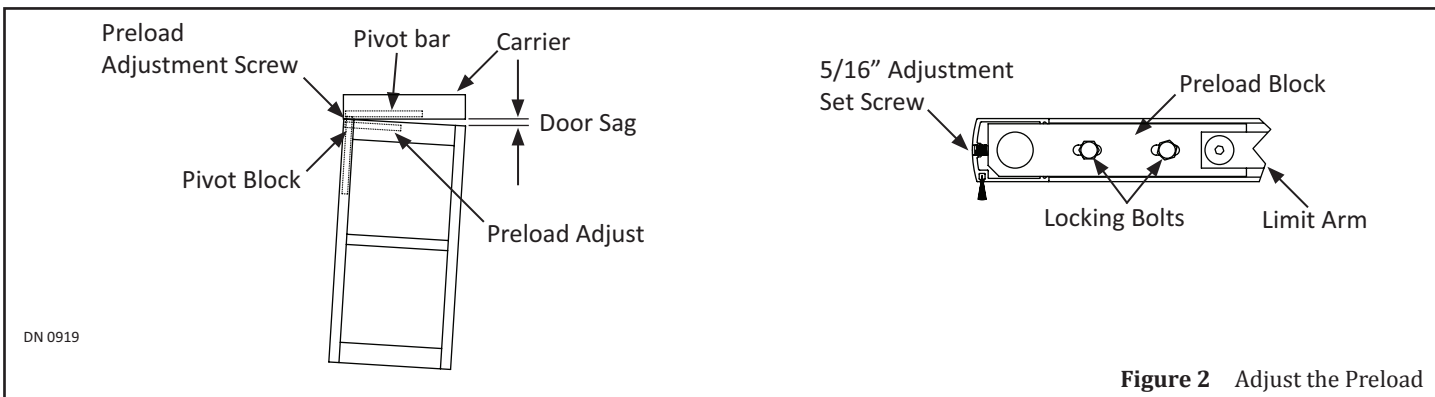 Preload
Adjustment Screw
Pivot bar
Carrier
Door Sag
Pivot Block
Preload Adjust
DN 0919
5/16” Adjustment
Set Screw
Preload Block
Locking Bolts
Limit Arm
Figure 2 Adjust the Preload